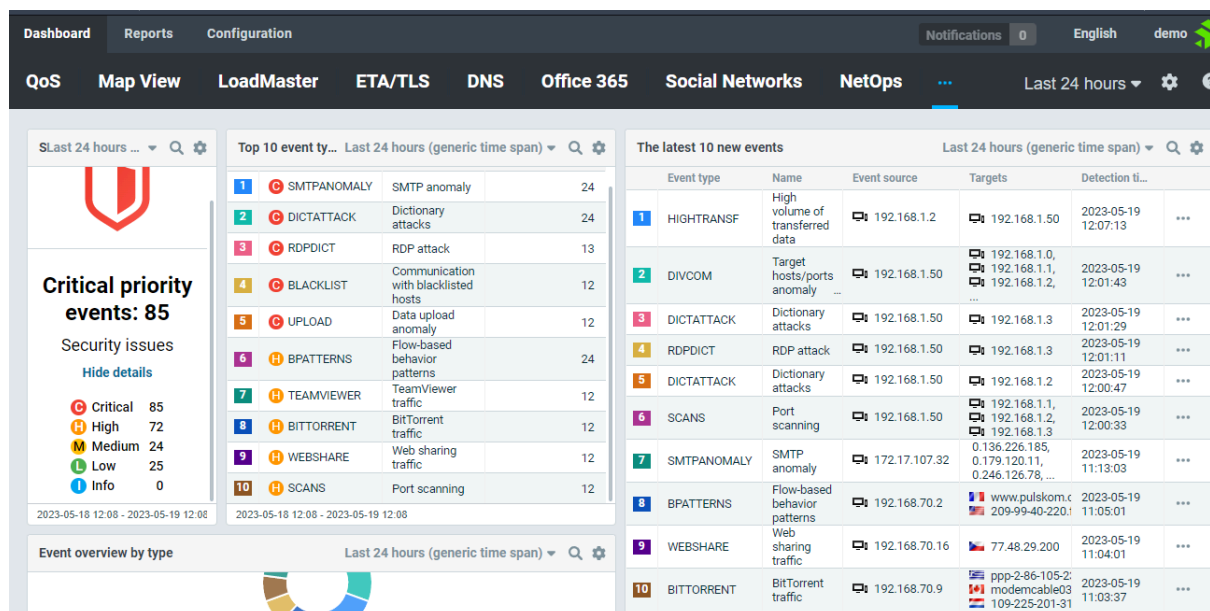 Dashboard Reports Configuration Notifications 0 English demo
QoS Map View LoadMaster ETA/TLS DNS Office 365 Social Networks NetOps ... Last 24 hours
SLast 24 hours ...
Critical priority
events: 85
Security issues
Hide details
C Critical 85
H High 72
M Medium 24
L Low 25
I Info 0
2023-05-18 12:08 - 2023-05-19 12:08
Top 10 event ty... Last 24 hours (generic time span)
1 C SMTPANOMALY SMTP anomaly 24
2 C DICTATTACK Dictionary attacks 24
3 C RDPDICT RDP attack 13
4 C BLACKLIST Communication with blacklisted hosts 12
5 C UPLOAD Data upload anomaly 12
6 H BPATTERNS Flow-based behavior patterns 24
7 H TEAMVIEWER TeamViewer traffic 12
8 H BITTORRENT BitTorrent traffic 12
9 H WEBSHARE Web sharing traffic 12
10 H SCANS Port scanning 12
2023-05-18 12:08 - 2023-05-19 12:08
Event overview by type Last 24 hours (generic time span)
The latest 10 new events Last 24 hours (generic time span)
Event type Name Event source Targets Detection ti...
1 HIGHTRANSF High volume of transferred data 192.168.1.2 192.168.1.50 2023-05-19 12:07:13 ...
2 DIVCOM Target hosts/ports anomaly ... 192.168.1.50 192.168.1.0, 192.168.1.1, 192.168.1.2, ... 2023-05-19 12:01:43 ...
3 DICTATTACK Dictionary attacks 192.168.1.50 192.168.1.3 2023-05-19 12:01:29 ...
4 RDPDICT RDP attack 192.168.1.50 192.168.1.3 2023-05-19 12:01:11 ...
5 DICTATTACK Dictionary attacks 192.168.1.50 192.168.1.2 2023-05-19 12:00:47 ...
6 SCANS Port scanning 192.168.1.50 192.168.1.1, 192.168.1.2, 192.168.1.3 2023-05-19 12:00:33 ...
7 SMTPANOMALY SMTP anomaly 172.17.107.32 0.136.226.185, 0.179.120.11, 0.246.126.78, ... 2023-05-19 11:13:03 ...
8 BPATTERNS Flow-based behavior patterns 192.168.70.2 www.pulskom.c 209-99-40-220.f 2023-05-19 11:05:01 ...
9 WEBSHARE Web sharing traffic 192.168.70.16 77.48.29.200 2023-05-19 11:04:01 ...
10 BITTORRENT BitTorrent traffic 192.168.70.9 ppp-2-86-105-2 modemcable03 109-225-201-31 2023-05-19 11:03:37 ...